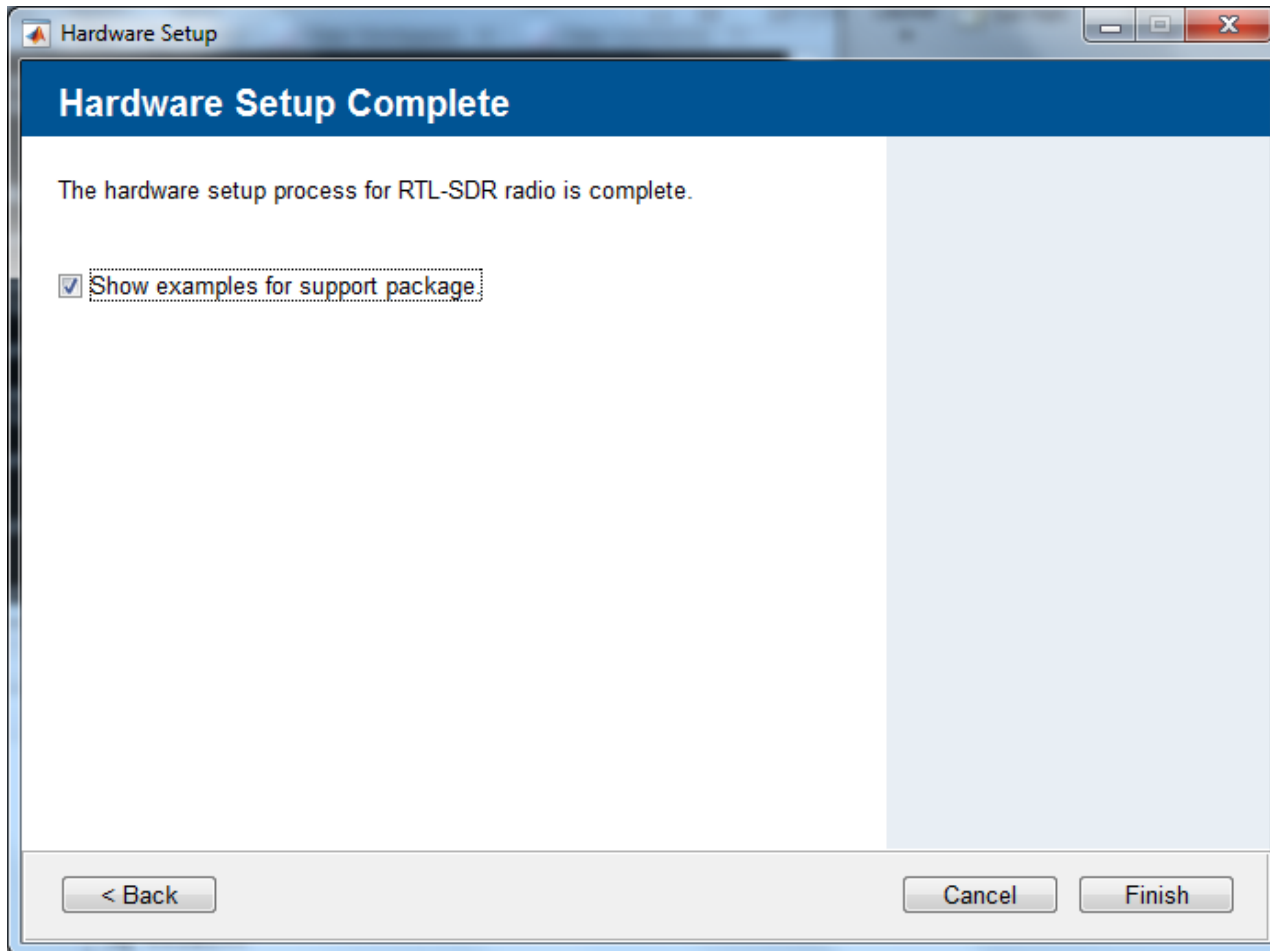 Hardware Setup
Hardware Setup Complete
The hardware setup process for RTL-SDR radio is complete.
Show examples for support package.
< Back
Cancel
Finish